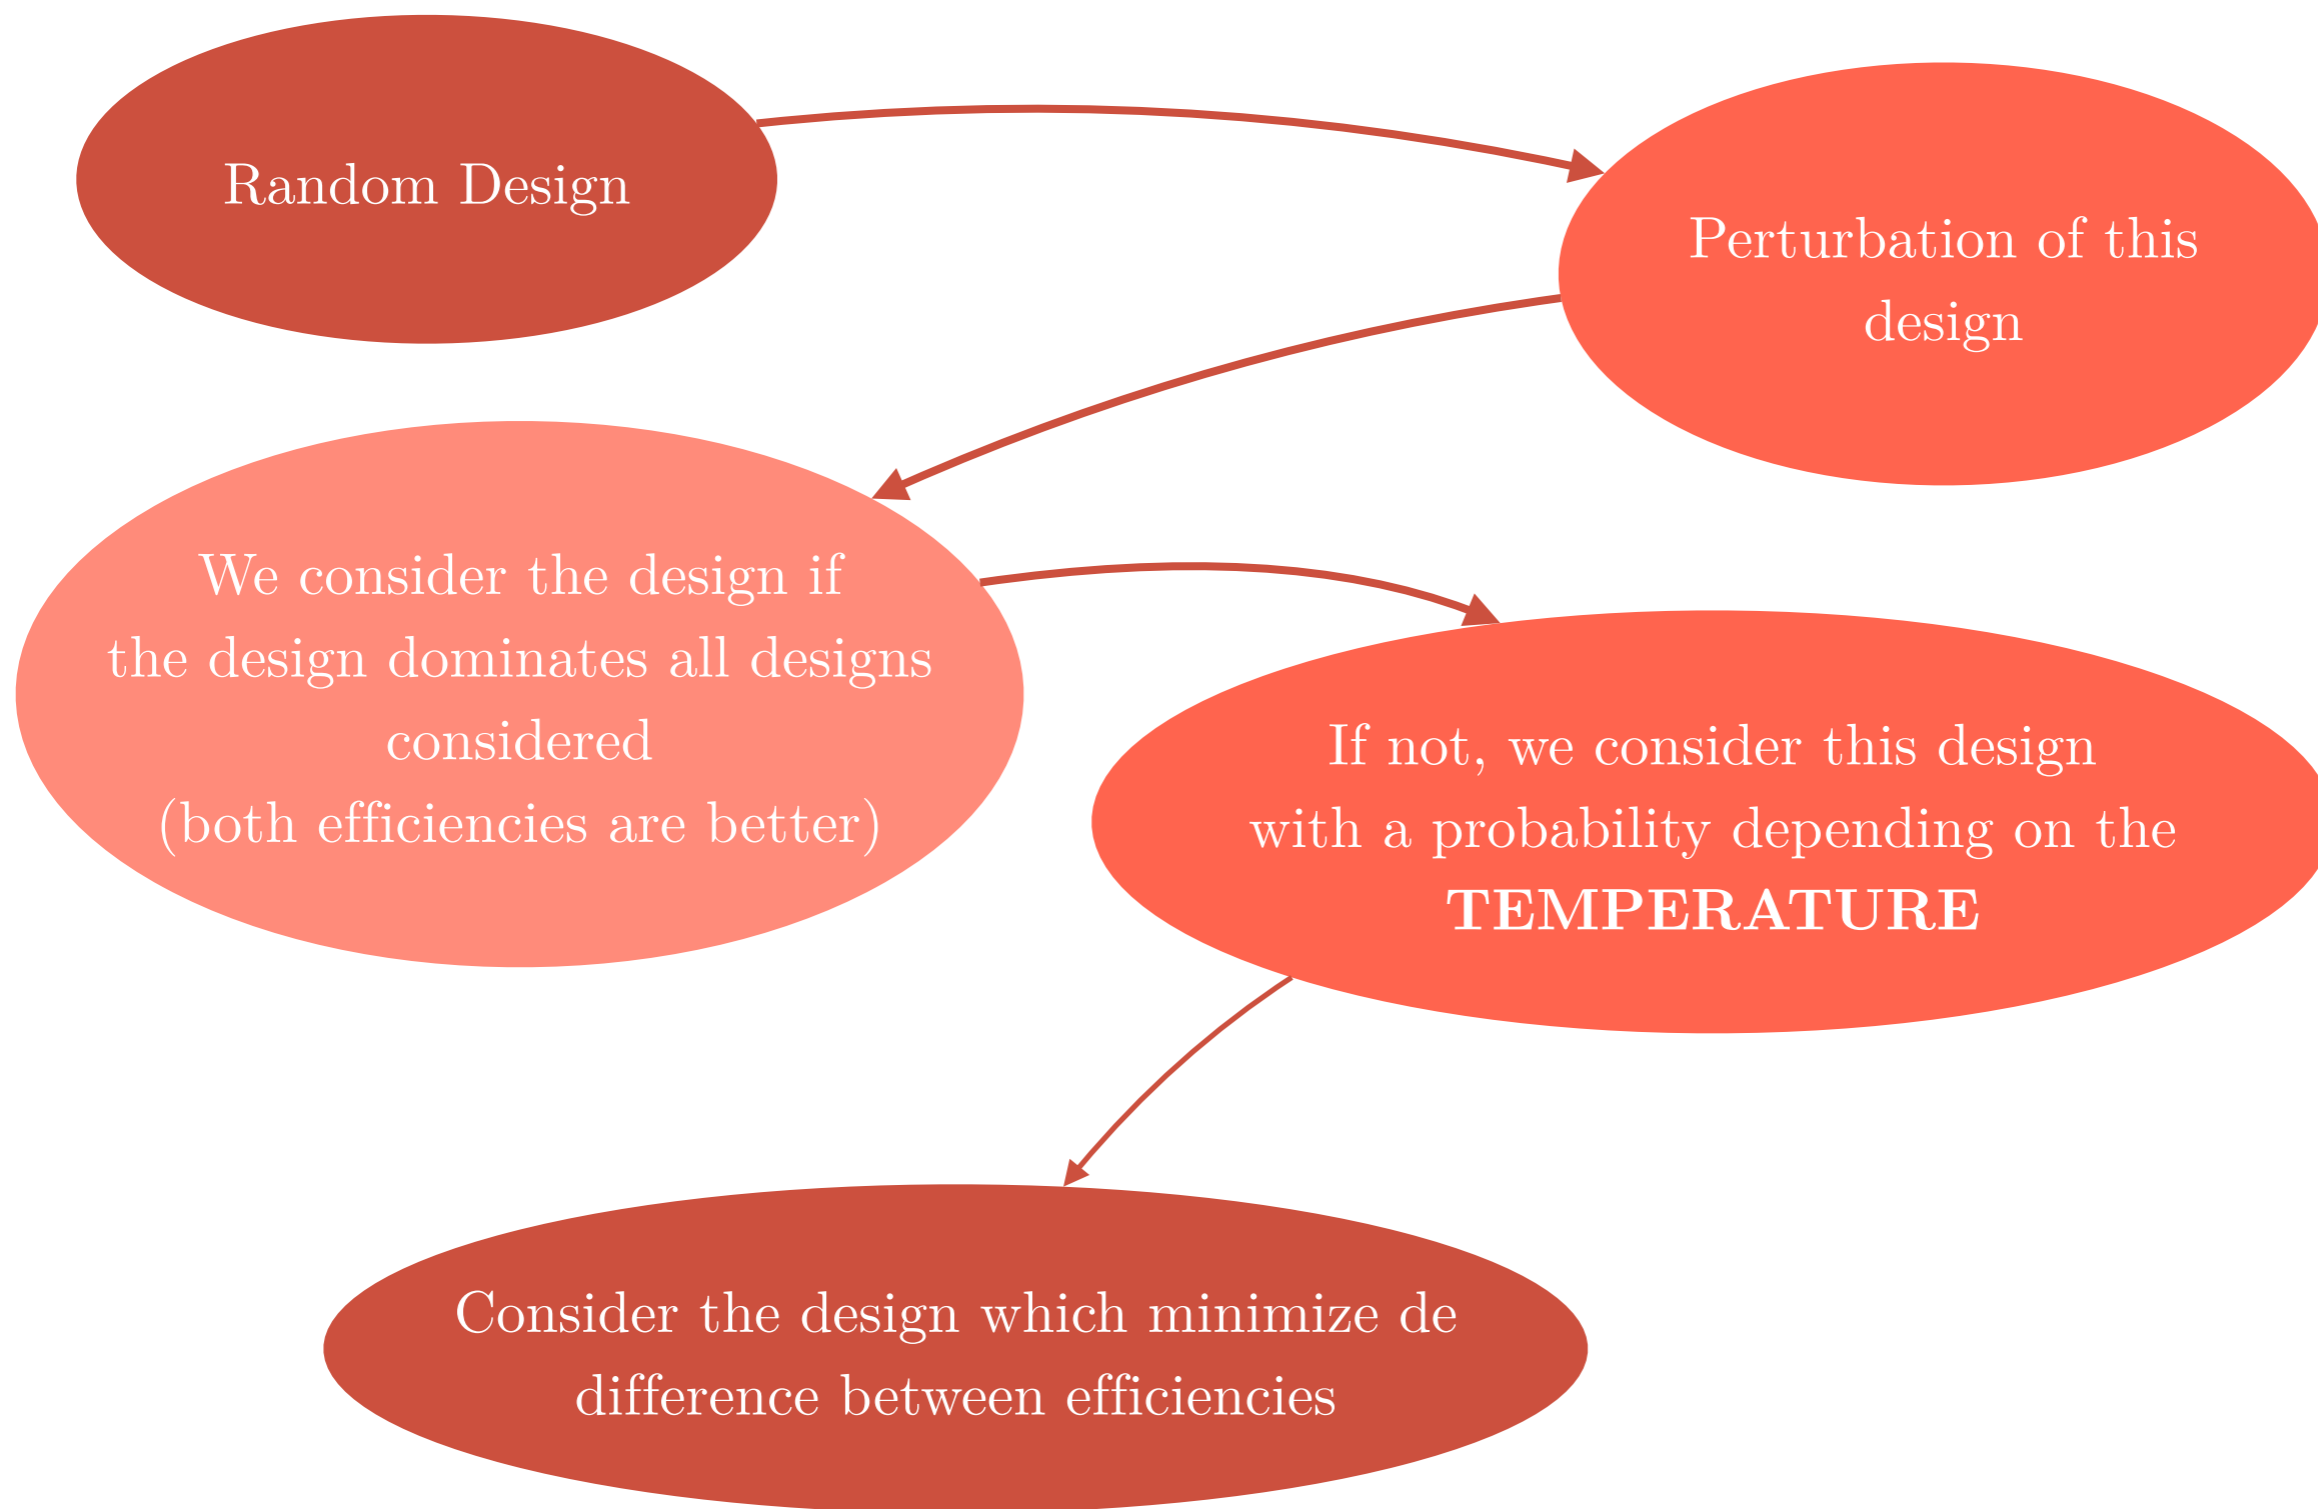 Random Design
Perturbation of this
design
We consider the design if
the design dominates all designs
considered
(both efficiencies are better)
If not, we consider this design
with a probability depending on the
TEMPERATURE
Consider the design which minimize de
difference between efficiencies